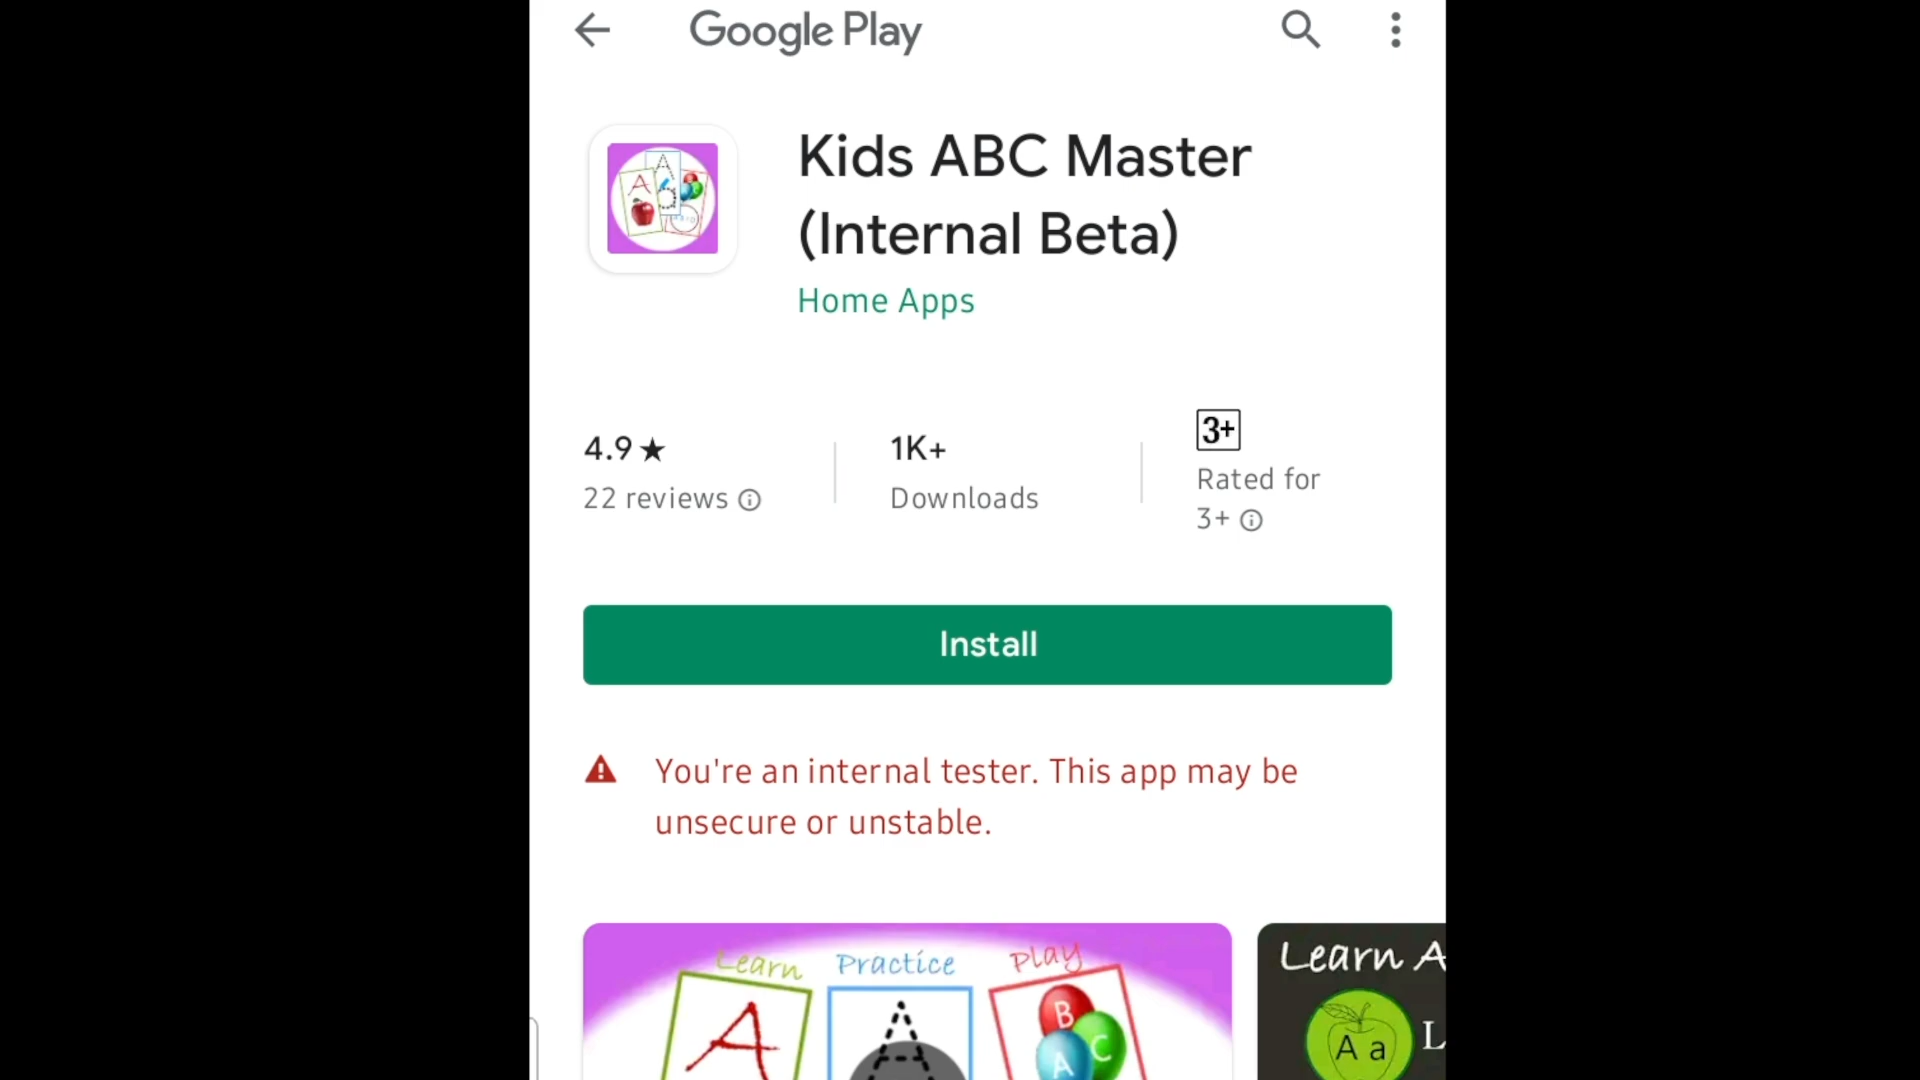 Google Play
Kids ABC Master
(Internal Beta)
Home Apps
4.9★
22 reviews
1K+
Downloads
3+
Rated for
3+
Install
You're an internal tester. This app may be
unsecure or unstable.
Learn Practice Play
A
A
B
C
A
Learn A
A a
L